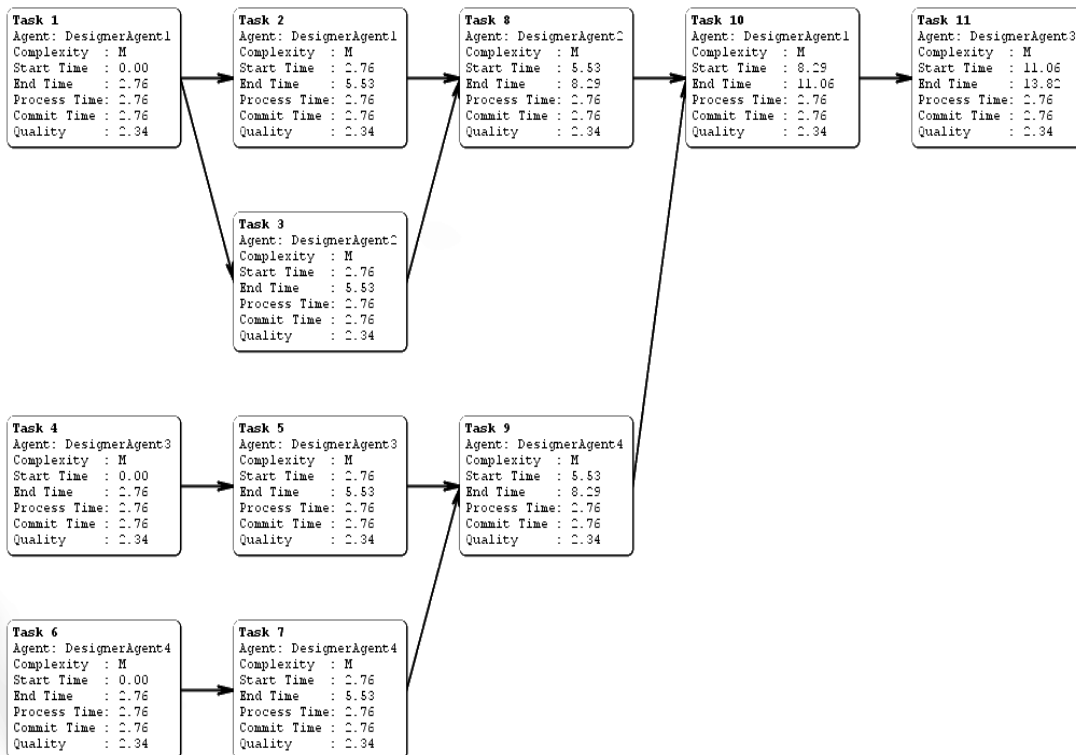 Task 1
Agent: DesignerAgent1
Complexity : M
Start Time : 0.00
End Time : 2.76
Process Time: 2.76
Commit Time : 2.76
Quality : 2.34
Task 2
Agent: DesignerAgent1
Complexity : M
Start Time : 2.76
End Time : 5.53
Process Time: 2.76
Commit Time : 2.76
Quality : 2.34
Task 8
Agent: DesignerAgent2
Complexity : M
Start Time : 5.53
End Time : 8.29
Process Time: 2.76
Commit Time : 2.76
Quality : 2.34
Task 10
Agent: DesignerAgent1
Complexity : M
Start Time : 8.29
End Time : 11.06
Process Time: 2.76
Commit Time : 2.76
Quality : 2.34
Task 11
Agent: DesignerAgent3
Complexity : M
Start Time : 11.06
End Time : 13.82
Process Time: 2.76
Commit Time : 2.76
Quality : 2.34
Task 3
Agent: DesignerAgent2
Complexity : M
Start Time : 2.76
End Time : 5.53
Process Time: 2.76
Commit Time : 2.76
Quality : 2.34
Task 4
Agent: DesignerAgent3
Complexity : M
Start Time : 0.00
End Time : 2.76
Process Time: 2.76
Commit Time : 2.76
Quality : 2.34
Task 5
Agent: DesignerAgent3
Complexity : M
Start Time : 2.76
End Time : 5.53
Process Time: 2.76
Commit Time : 2.76
Quality : 2.34
Task 9
Agent: DesignerAgent4
Complexity : M
Start Time : 5.53
End Time : 8.29
Process Time: 2.76
Commit Time : 2.76
Quality : 2.34
Task 6
Agent: DesignerAgent4
Complexity : M
Start Time : 0.00
End Time : 2.76
Process Time: 2.76
Commit Time : 2.76
Quality : 2.34
Task 7
Agent: DesignerAgent4
Complexity : M
Start Time : 2.76
End Time : 5.53
Process Time: 2.76
Commit Time : 2.76
Quality : 2.34